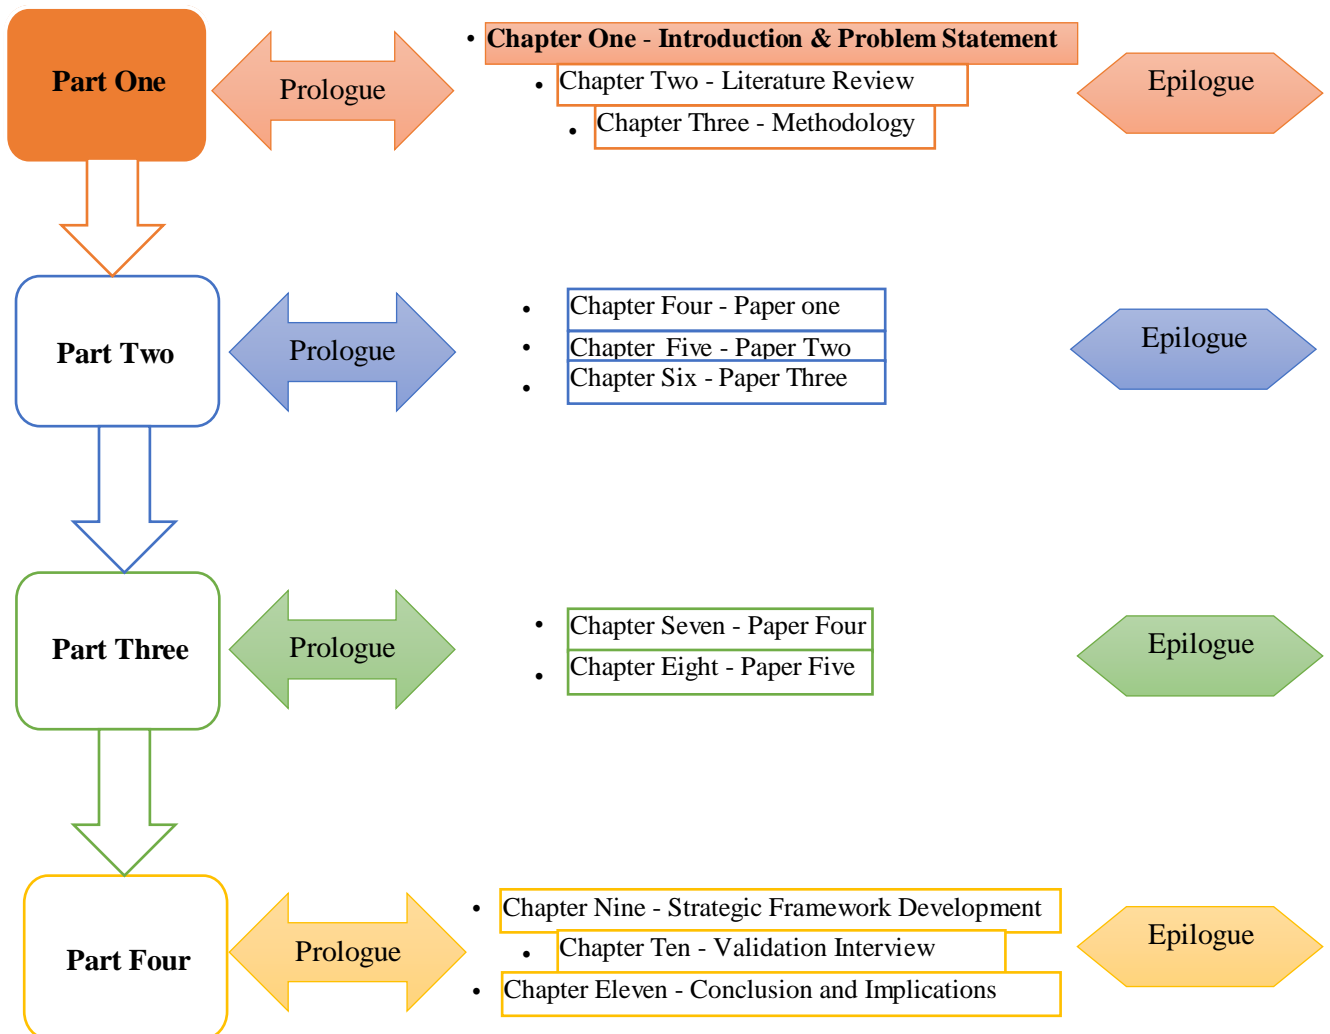 Part One
Prologue
• Chapter One - Introduction & Problem Statement
• Chapter Two - Literature Review
• Chapter Three - Methodology
Epilogue
Part Two
Prologue
• Chapter Four - Paper one
• Chapter Five - Paper Two
• Chapter Six - Paper Three
Epilogue
Part Three
Prologue
• Chapter Seven - Paper Four
• Chapter Eight - Paper Five
Epilogue
Part Four
Prologue
• Chapter Nine - Strategic Framework Development
• Chapter Ten - Validation Interview
• Chapter Eleven - Conclusion and Implications
Epilogue